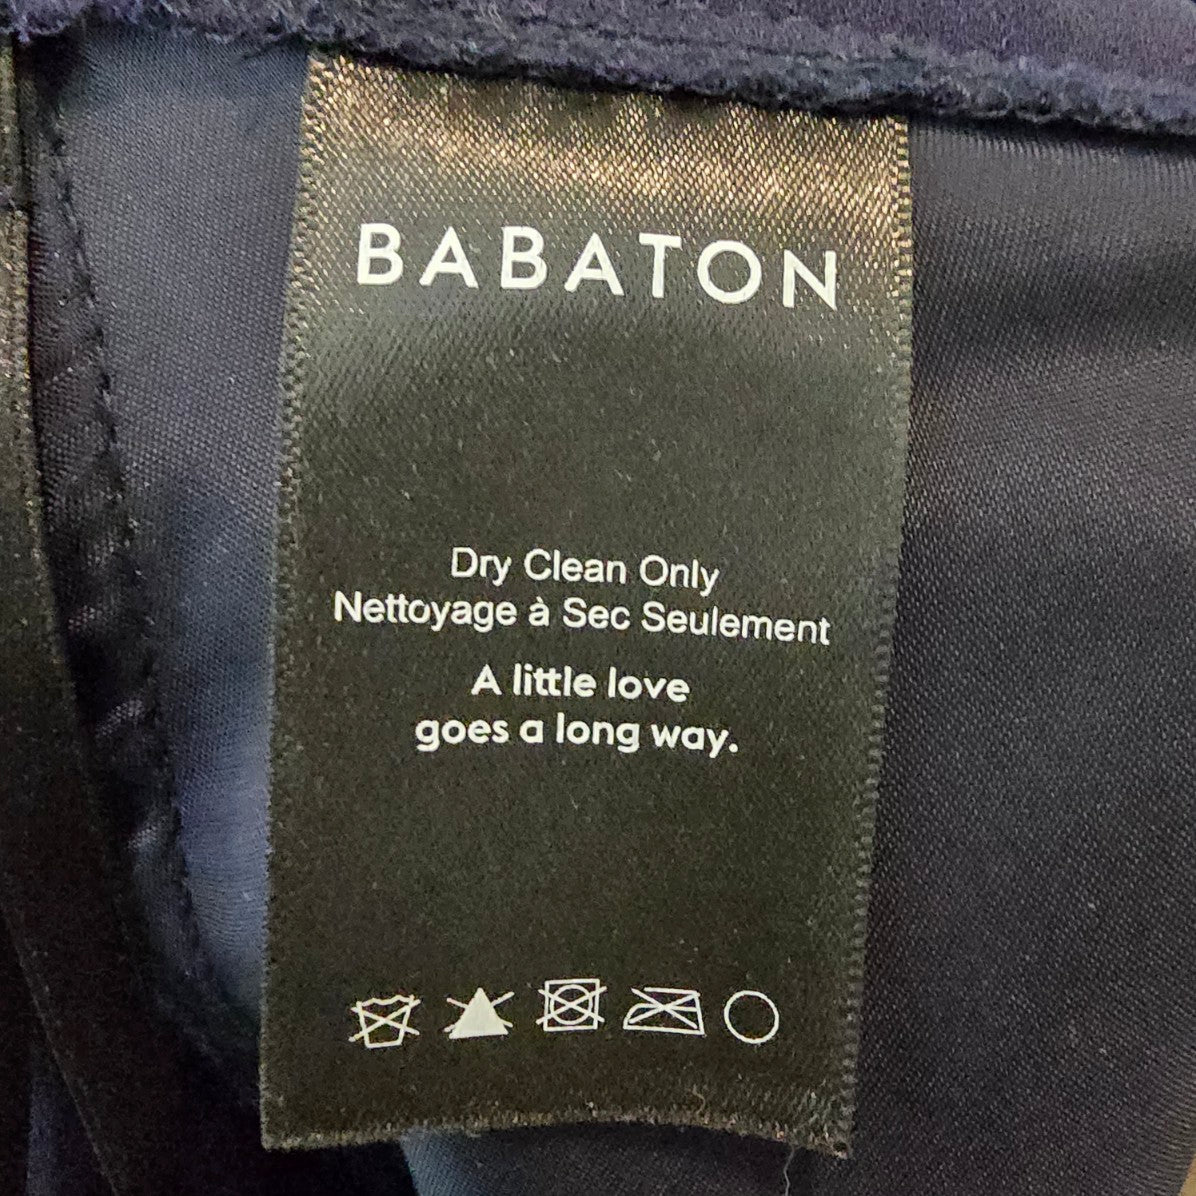 BABATON
Dry Clean Only
Nettoyage à Sec Seulement
A little love
goes a long way.